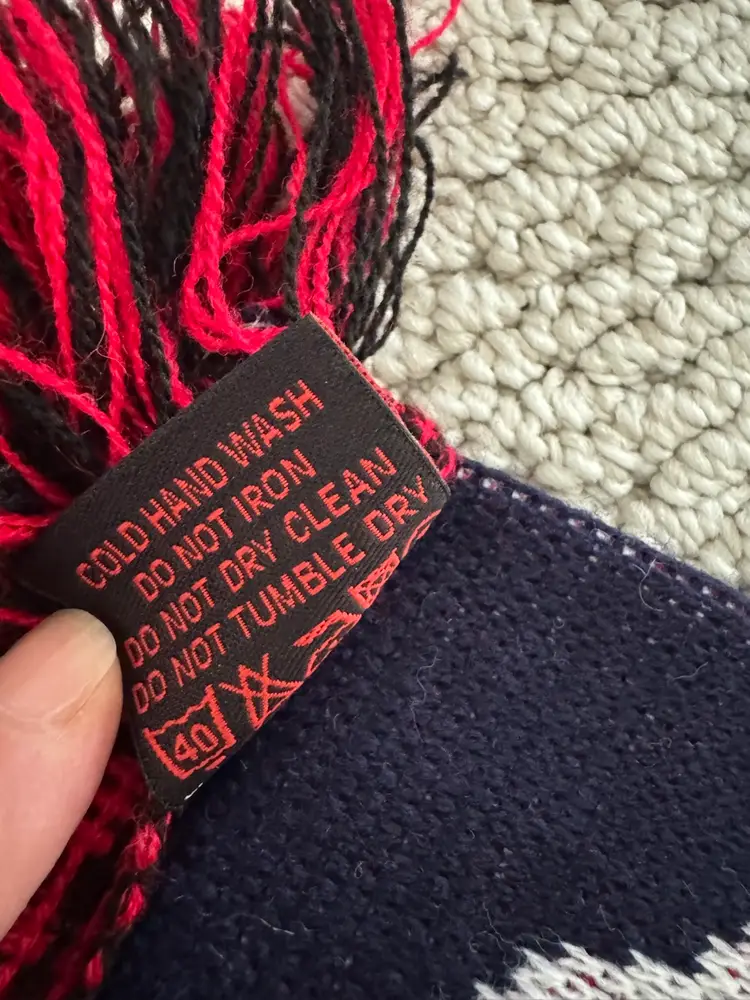 COLD HAND WASH
DO NOT IRON
DO NOT DRY CLEAN
DO NOT TUMBLE DRY
40